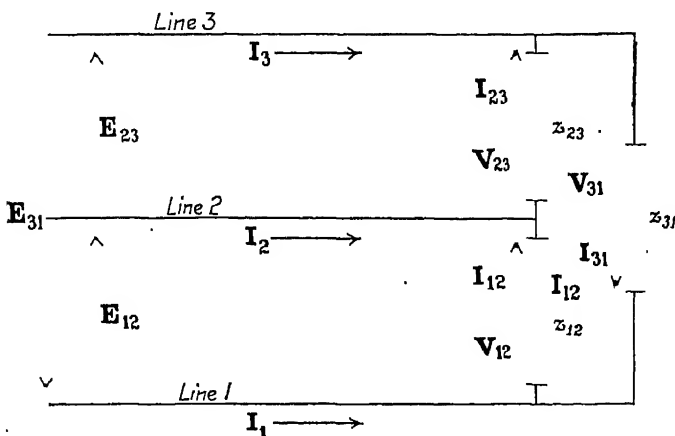 Line 3
I₃
I₂₃
E₂₃
z₂₃
V₂₃
V₃₁
E₃₁
Line 2
z₃₁
I₂
I₃₁
I₁₂
I₁₂
E₁₂
z₁₂
V₁₂
Line 1
I₁